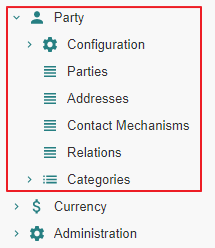 Party
Configuration
Parties
Addresses
Contact Mechanisms
Relations
Categories
Currency
Administration